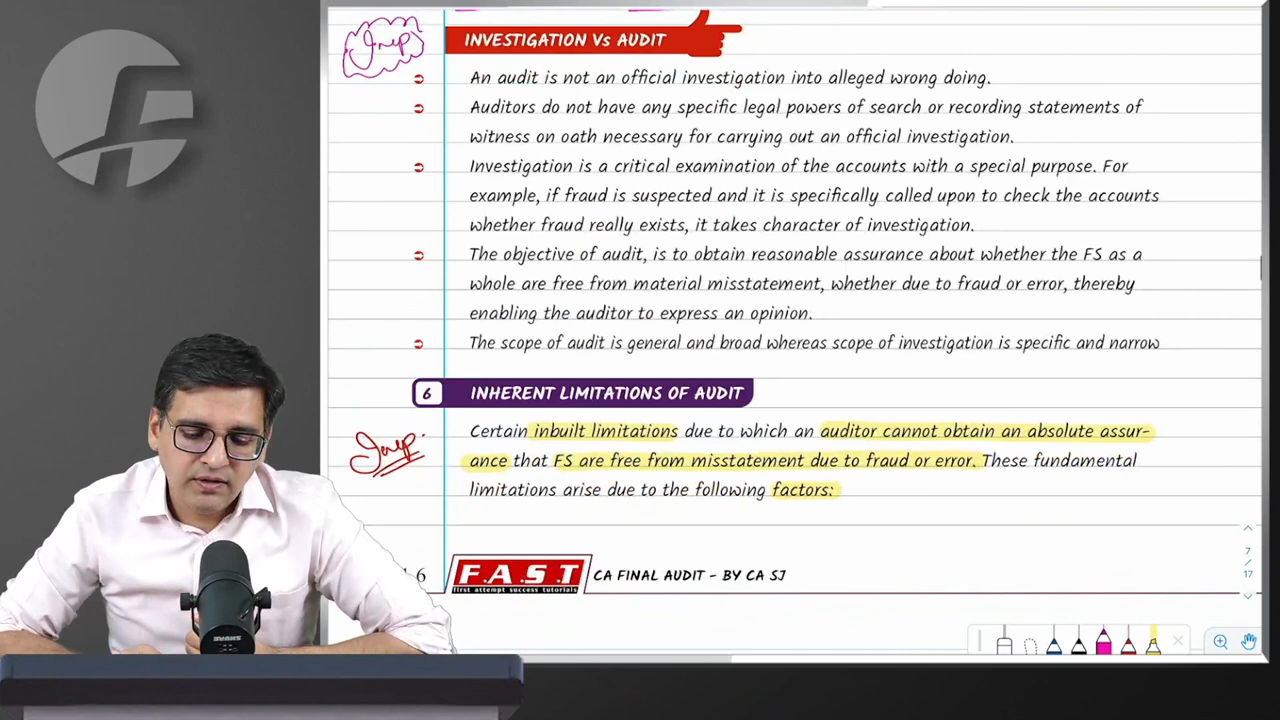 Imp
INVESTIGATION Vs AUDIT
An audit is not an official investigation into alleged wrong doing.
Auditors do not have any specific legal powers of search or recording statements of
witness on oath necessary for carrying out an official investigation.
Investigation is a critical examination of the accounts with a special purpose. For
example, if fraud is suspected and it is specifically called upon to check the accounts
whether fraud really exists, it takes character of investigation.
The objective of audit, is to obtain reasonable assurance about whether the FS as a
whole are free from material misstatement, whether due to fraud or error, thereby
enabling the auditor to express an opinion.
The scope of audit is general and broad whereas scope of investigation is specific and narrow
6 INHERENT LIMITATIONS OF AUDIT
Imp.
Certain inbuilt limitations due to which an auditor cannot obtain an absolute assur-
ance that FS are free from misstatement due to fraud or error. These fundamental
limitations arise due to the following factors:
F.A.S.T CA FINAL AUDIT - BY CA SJ
first attempt success tutorials
7
/
17
SHURE